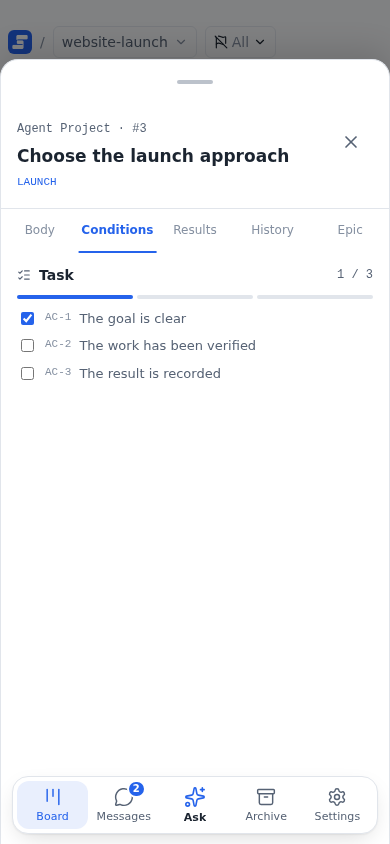 / website-launch All
Agent Project · #3
Choose the launch approach
LAUNCH
Body Conditions Results History Epic
Task 1 / 3
AC-1 The goal is clear
AC-2 The work has been verified
AC-3 The result is recorded
2
Board Messages Ask Archive Settings